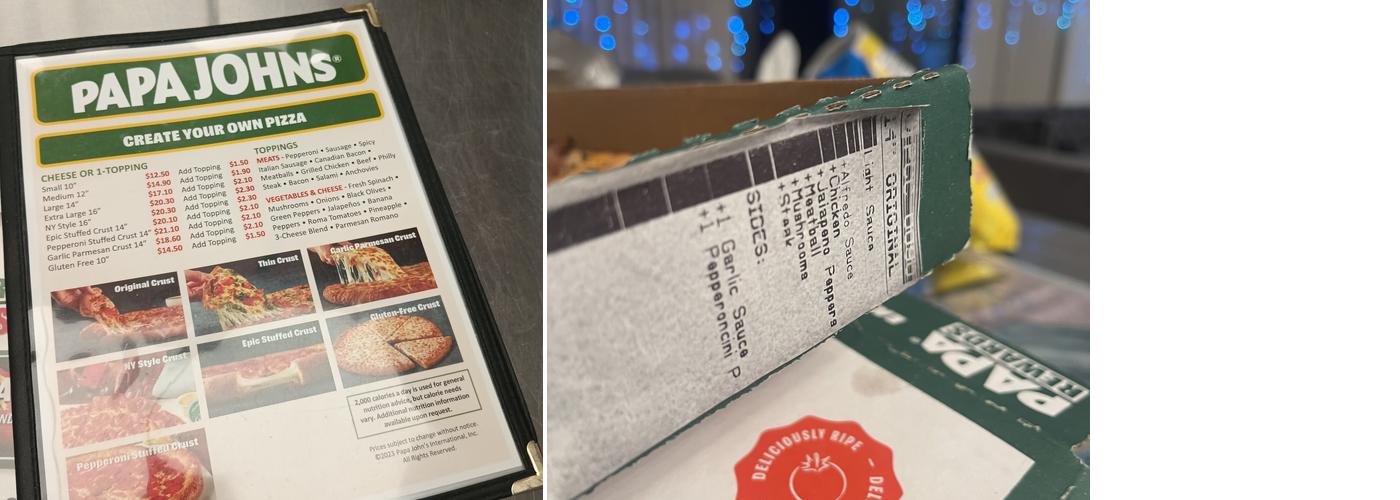 PAPA JOHNS®
CREATE YOUR OWN PIZZA
CHEESE OR 1-TOPPING
Small 10" $12.50 Add Topping $1.50
Medium 12" $14.90 Add Topping $1.90
Large 14" $17.10 Add Topping $2.10
Extra Large 16" $20.30 Add Topping $2.30
NY Style 16" $20.30 Add Topping $2.30
Epic Stuffed Crust 14" $20.10 Add Topping $2.10
Pepperoni Stuffed Crust 14" $21.10 Add Topping $2.10
Garlic Parmesan Crust 14" $18.60 Add Topping $2.10
Gluten Free 10" $14.50 Add Topping $1.50
TOPPINGS
MEATS - Pepperoni • Sausage • Spicy
Italian Sausage • Canadian Bacon •
Meatballs • Grilled Chicken • Beef • Philly
Steak • Bacon • Salami • Anchovies
VEGETABLES & CHEESE - Fresh Spinach •
Mushrooms • Onions • Black Olives •
Green Peppers • Jalapeños • Banana
Peppers • Roma Tomatoes • Pineapple •
3-Cheese Blend • Parmesan Romano
Original Crust
Thin Crust
Garlic Parmesan Crust
NY Style Crust
Epic Stuffed Crust
Gluten-Free Crust
Pepperoni Stuffed Crust
2,000 calories a day is used for general
nutrition advice, but calorie needs
vary. Additional nutrition information
available upon request.
Prices subject to change without notice.
©2023 Papa John's International, Inc.
All Rights Reserved.
ORIGINAL
Light Sauce
+Alfredo Sauce
+Chicken
+Jalapeno Peppers
+Meatball
+Mushrooms
+Steak
SIDES:
+1 Garlic Sauce
+1 Pepperoncini P
PAPA
REWARDS
DELICIOUSLY RIPE – DEL